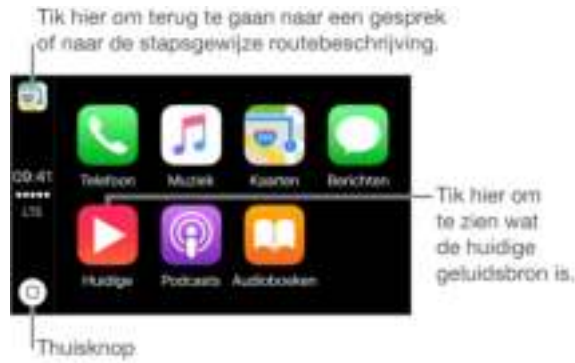 Tik hier om terug te gaan naar een gesprek
of naar de stapsgewijze routebeschrijving.
09:41
LTE
Telefoon
Muziek
Kaarten
Berichten
Huidige
Podcasts
Audioboeken
Tik hier om
te zien wat
de huidige
geluidsbron is.
Thuisknop